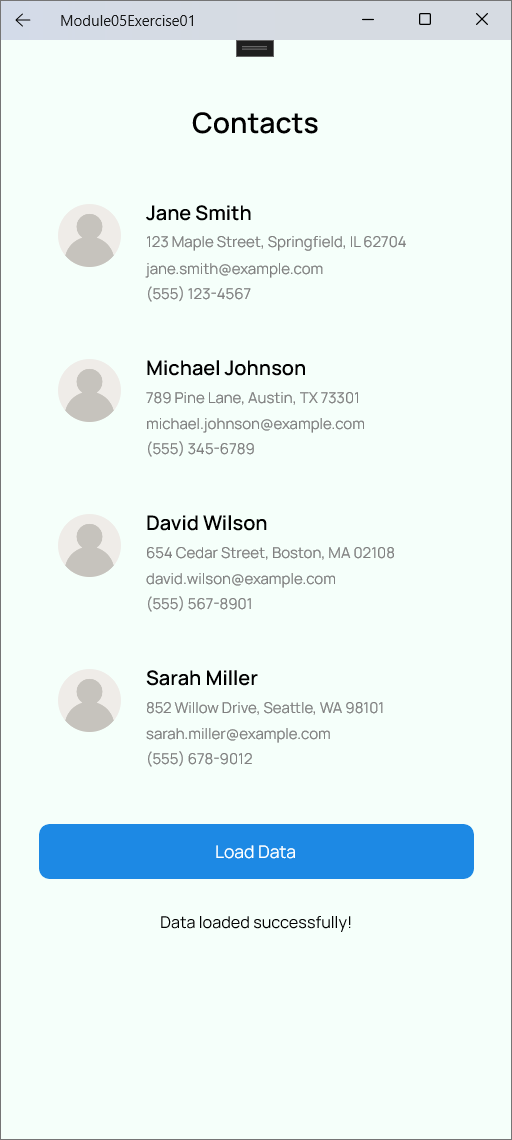 Module05Exercise01
Contacts
Jane Smith
123 Maple Street, Springfield, IL 62704
jane.smith@example.com
(555) 123-4567
Michael Johnson
789 Pine Lane, Austin, TX 73301
michael.johnson@example.com
(555) 345-6789
David Wilson
654 Cedar Street, Boston, MA 02108
david.wilson@example.com
(555) 567-8901
Sarah Miller
852 Willow Drive, Seattle, WA 98101
sarah.miller@example.com
(555) 678-9012
Load Data
Data loaded successfully!